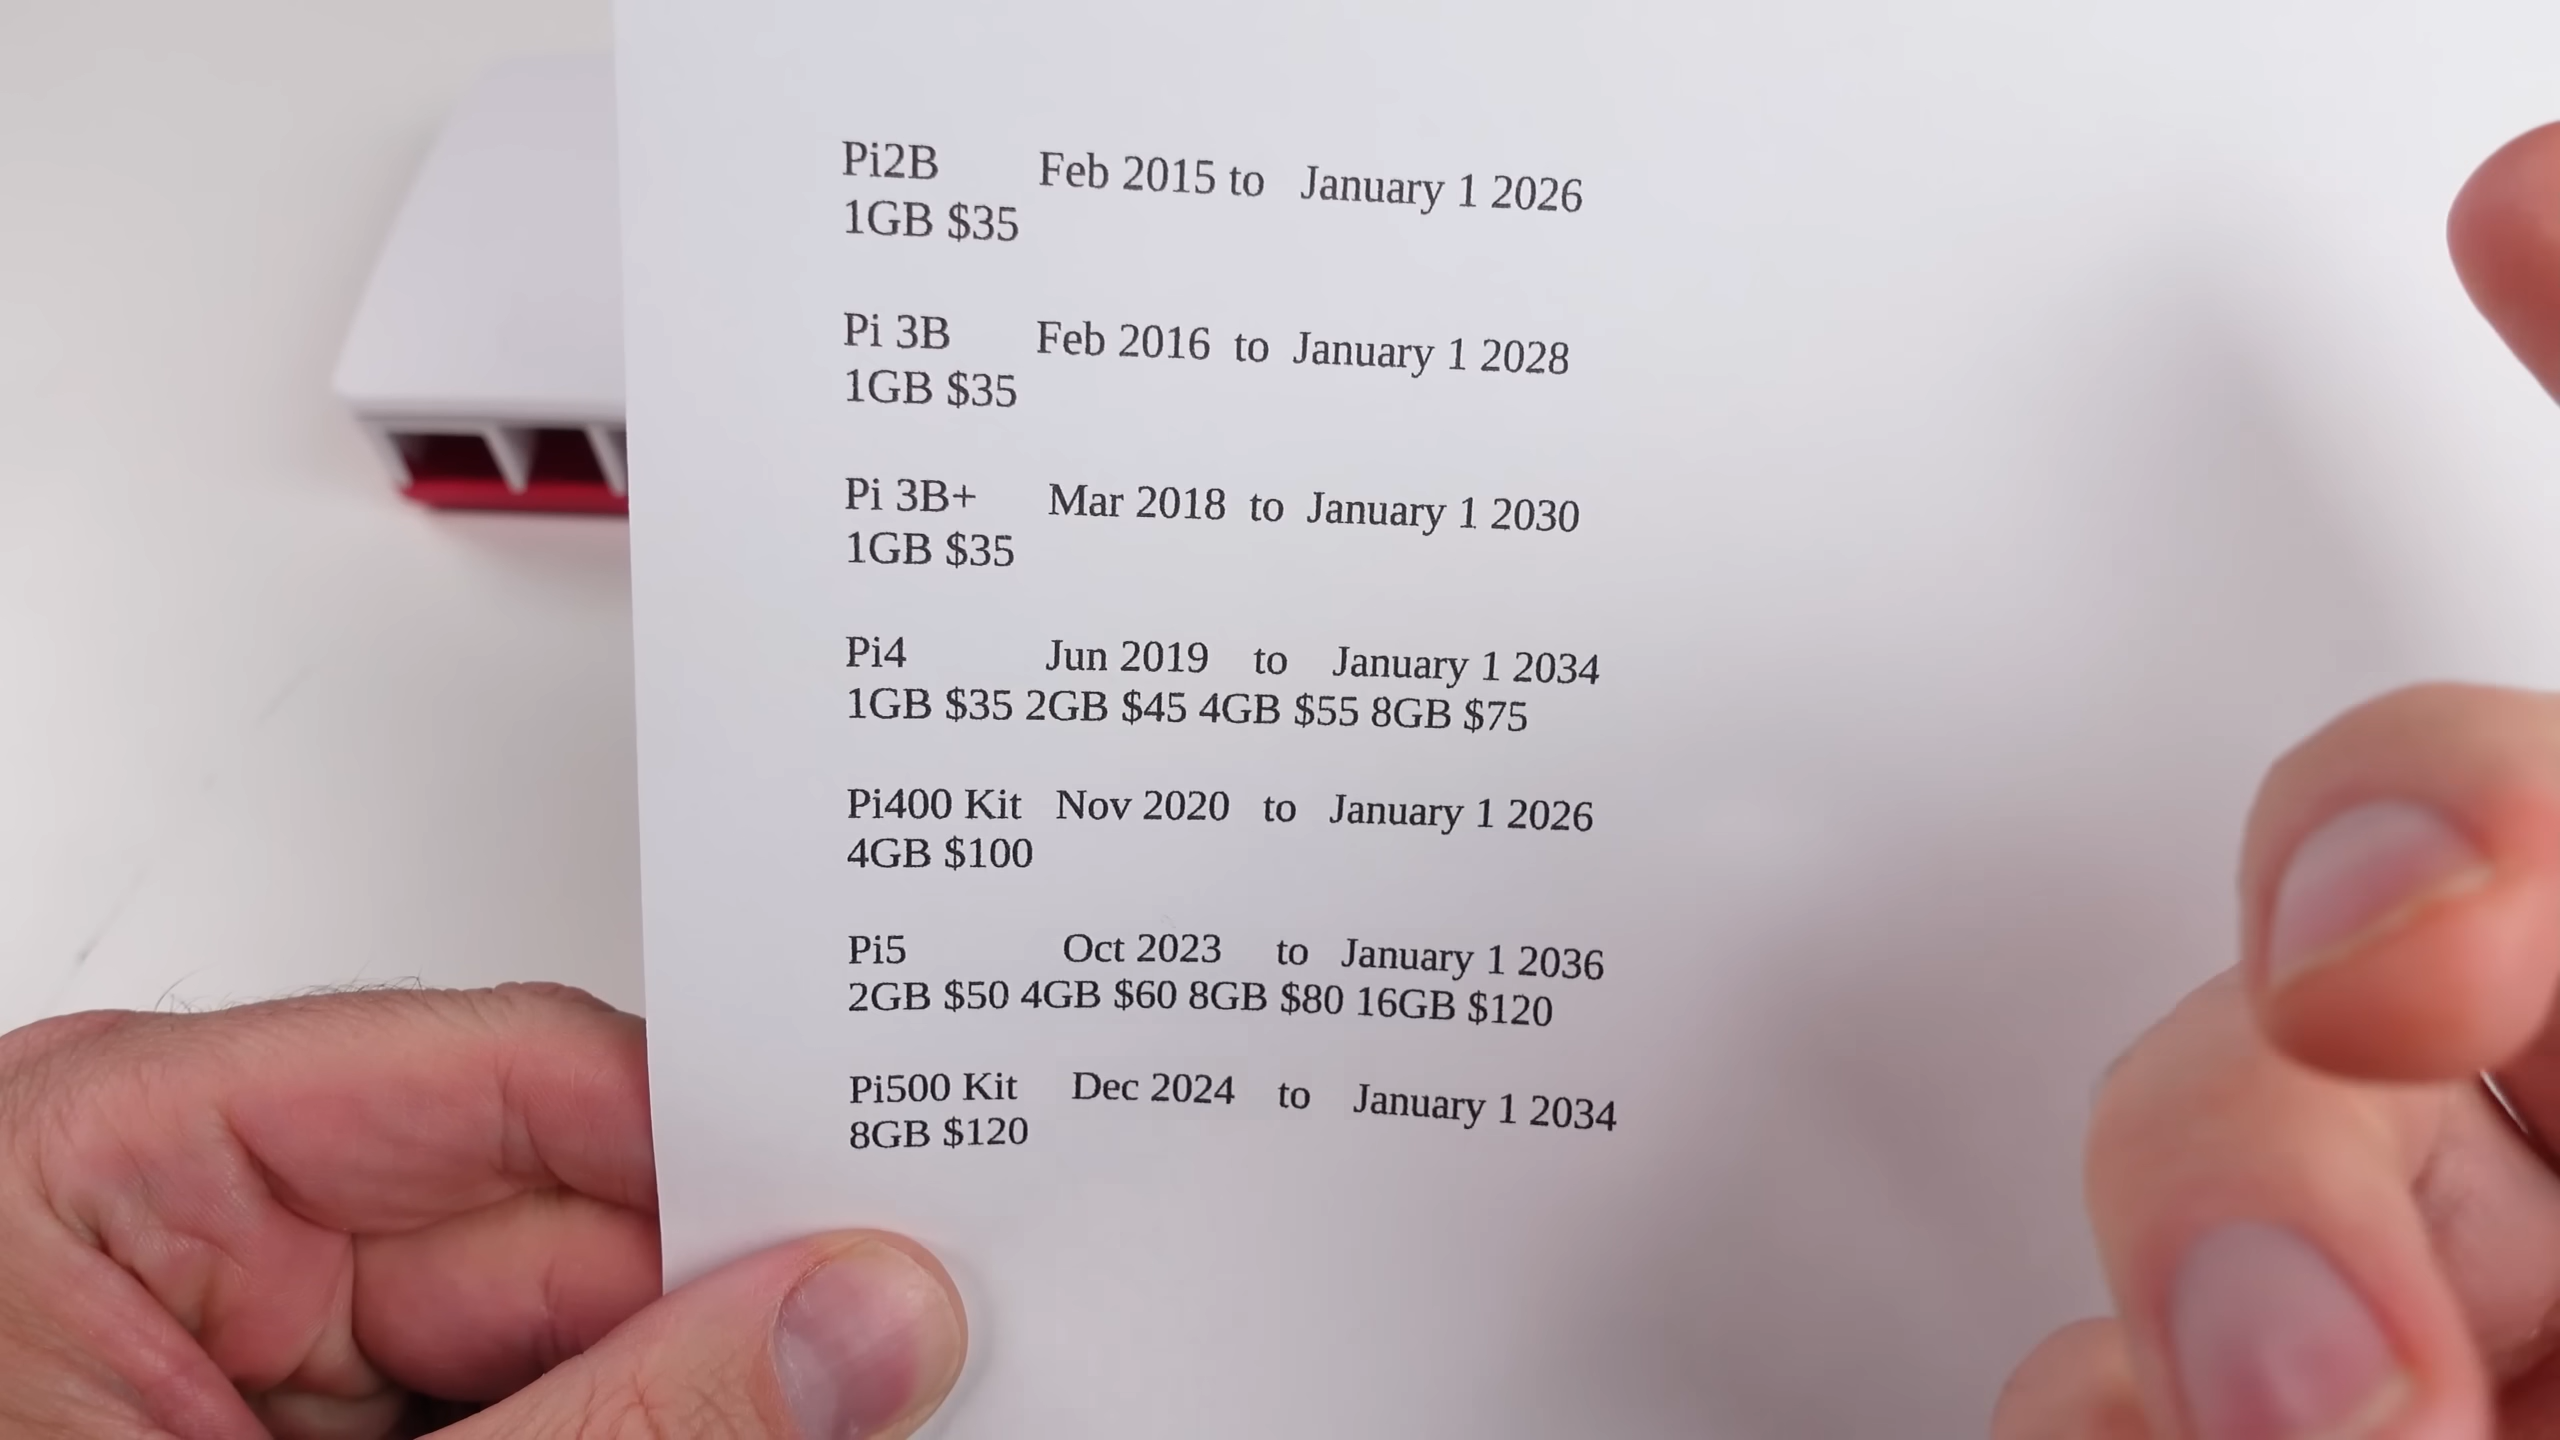 Pi2B Feb 2015 to January 1 2026
1GB $35
Pi 3B Feb 2016 to January 1 2028
1GB $35
Pi 3B+ Mar 2018 to January 1 2030
1GB $35
Pi4 Jun 2019 to January 1 2034
1GB $35 2GB $45 4GB $55 8GB $75
Pi400 Kit Nov 2020 to January 1 2026
4GB $100
Pi5 Oct 2023 to January 1 2036
2GB $50 4GB $60 8GB $80 16GB $120
Pi500 Kit Dec 2024 to January 1 2034
8GB $120